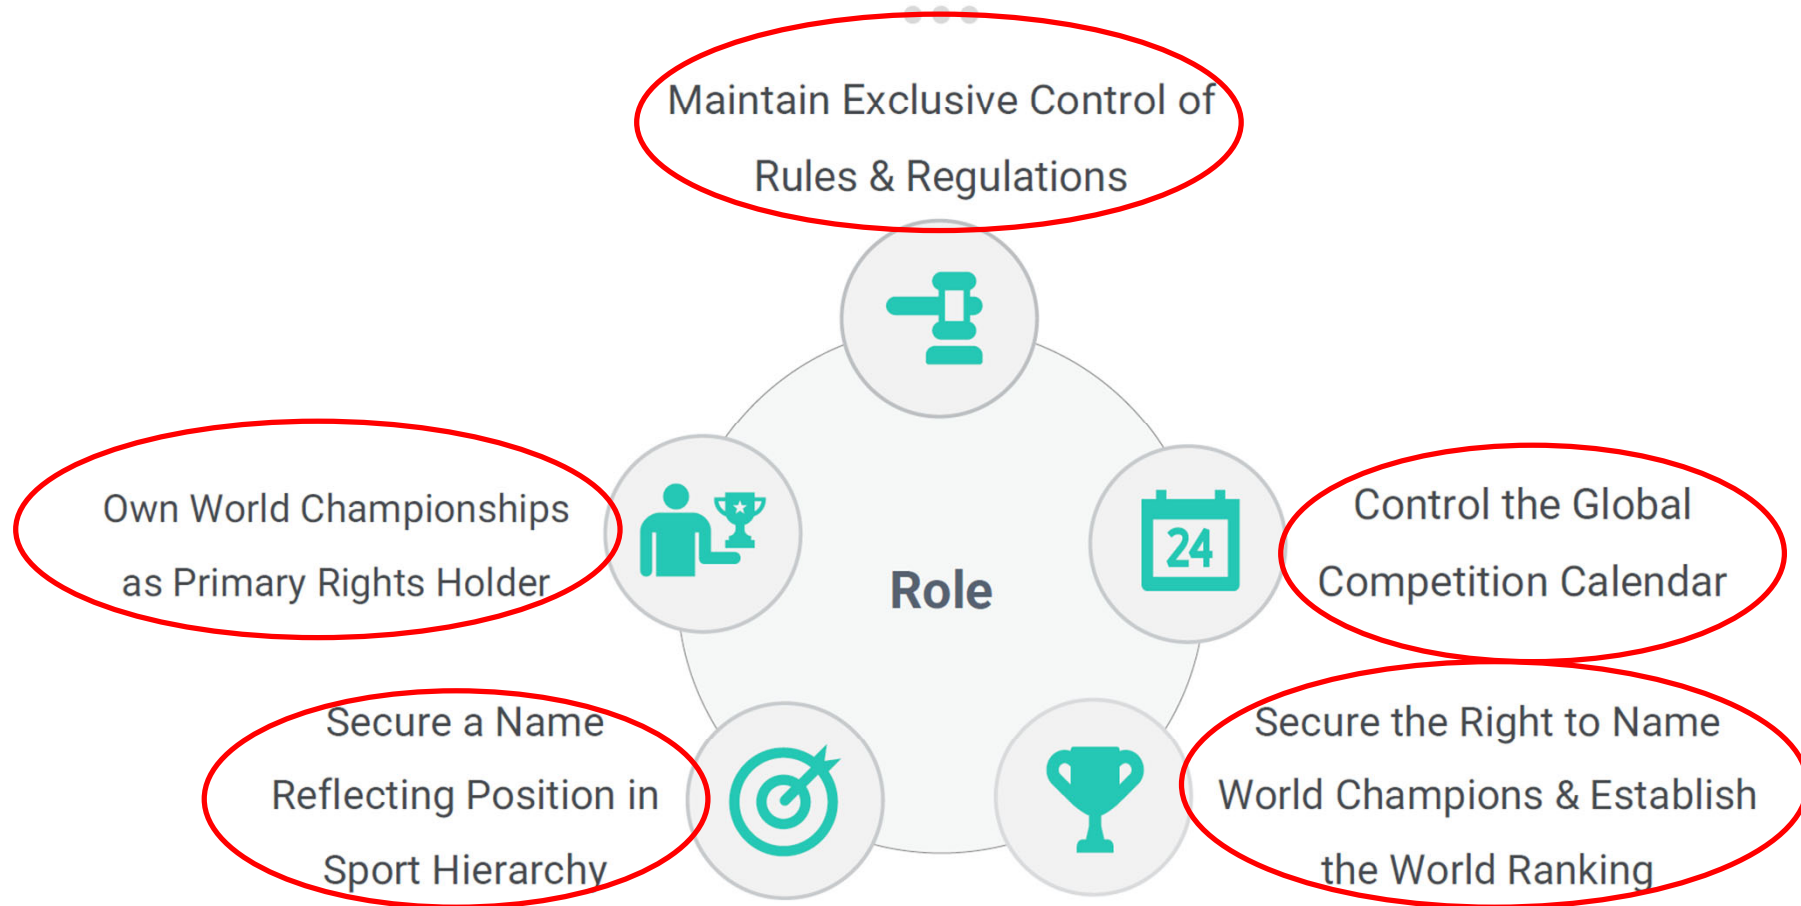 Maintain Exclusive Control of
Rules & Regulations
Own World Championships
as Primary Rights Holder
24
Control the Global
Competition Calendar
Role
Secure a Name
Reflecting Position in
Sport Hierarchy
Secure the Right to Name
World Champions & Establish
the World Ranking